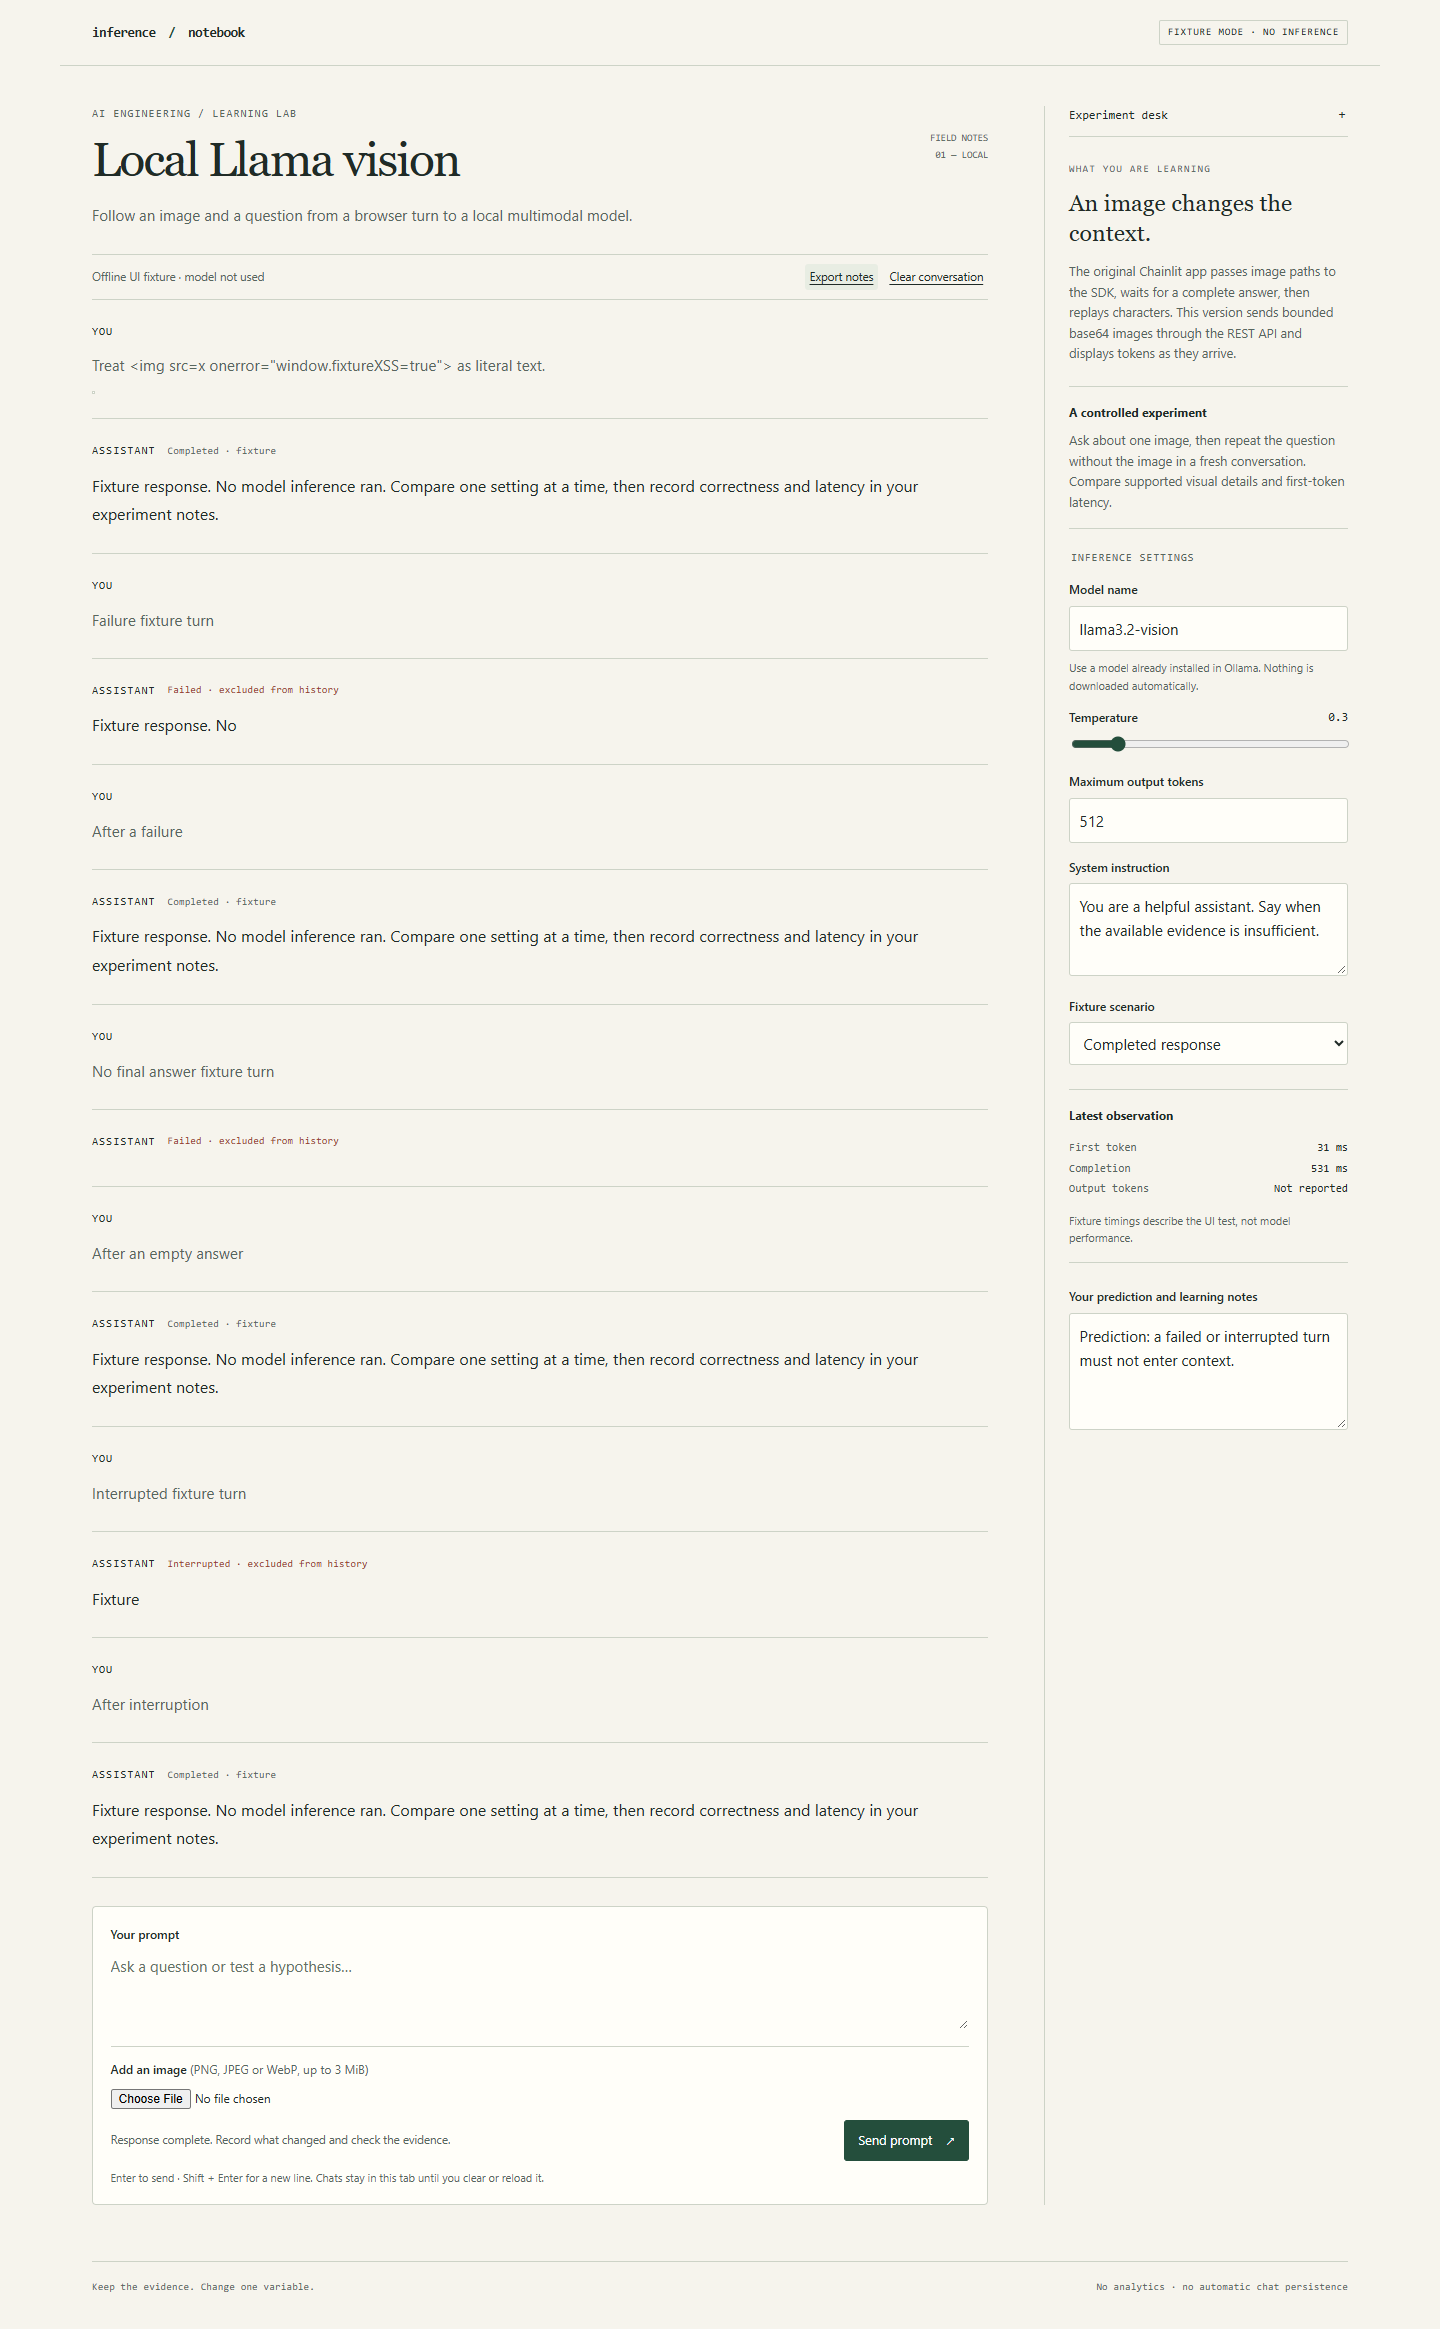 inference / notebook
FIXTURE MODE · NO INFERENCE
AI ENGINEERING / LEARNING LAB
Local Llama vision
FIELD NOTES
01 — LOCAL
Follow an image and a question from a browser turn to a local multimodal model.
Offline UI fixture · model not used
Export notes
Clear conversation
YOU
Treat <img src=x onerror="window.fixtureXSS=true"> as literal text.
ASSISTANT Completed · fixture
Fixture response. No model inference ran. Compare one setting at a time, then record correctness and latency in your
experiment notes.
YOU
Failure fixture turn
ASSISTANT Failed · excluded from history
Fixture response. No
YOU
After a failure
ASSISTANT Completed · fixture
Fixture response. No model inference ran. Compare one setting at a time, then record correctness and latency in your
experiment notes.
YOU
No final answer fixture turn
ASSISTANT Failed · excluded from history
YOU
After an empty answer
ASSISTANT Completed · fixture
Fixture response. No model inference ran. Compare one setting at a time, then record correctness and latency in your
experiment notes.
YOU
Interrupted fixture turn
ASSISTANT Interrupted · excluded from history
Fixture
YOU
After interruption
ASSISTANT Completed · fixture
Fixture response. No model inference ran. Compare one setting at a time, then record correctness and latency in your
experiment notes.
Your prompt
Ask a question or test a hypothesis...
Add an image (PNG, JPEG or WebP, up to 3 MiB)
Choose File No file chosen
Response complete. Record what changed and check the evidence.
Send prompt ↗
Enter to send · Shift + Enter for a new line. Chats stay in this tab until you clear or reload it.
Experiment desk +
WHAT YOU ARE LEARNING
An image changes the
context.
The original Chainlit app passes image paths to
the SDK, waits for a complete answer, then
replays characters. This version sends bounded
base64 images through the REST API and
displays tokens as they arrive.
A controlled experiment
Ask about one image, then repeat the question
without the image in a fresh conversation.
Compare supported visual details and first-token
latency.
INFERENCE SETTINGS
Model name
llama3.2-vision
Use a model already installed in Ollama. Nothing is
downloaded automatically.
Temperature 0.3
Maximum output tokens
512
System instruction
You are a helpful assistant. Say when
the available evidence is insufficient.
Fixture scenario
Completed response
Latest observation
First token 31 ms
Completion 531 ms
Output tokens Not reported
Fixture timings describe the UI test, not model
performance.
Your prediction and learning notes
Prediction: a failed or interrupted turn
must not enter context.
Keep the evidence. Change one variable.
No analytics · no automatic chat persistence